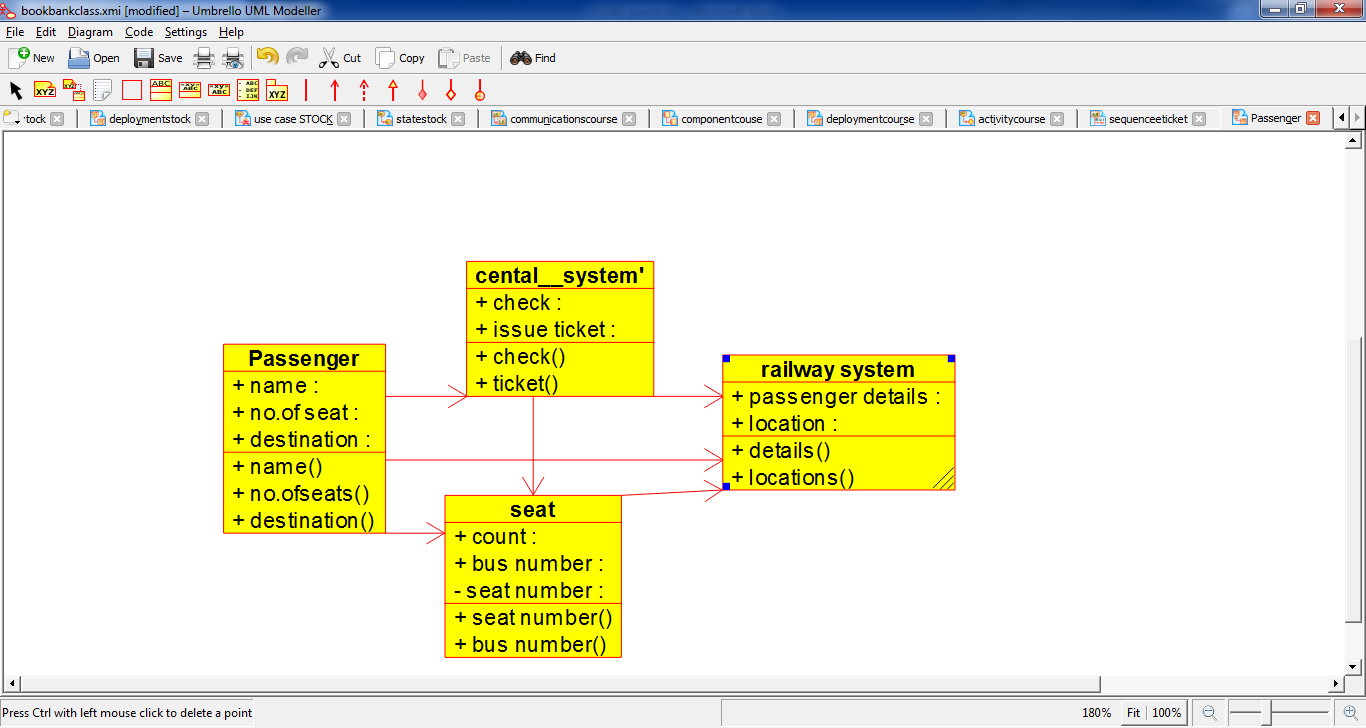 bookbankclass.xmi [modified] – Umbrello UML Modeller
File Edit Diagram Code Settings Help
New Open Save Cut Copy Paste Find
XYZ XYZ ABC ABC DEF IJK XYZ
tock deploymentstock use case STOCK statestock communicationscourse componentcouse deploymentcourse activitycourse sequenceeticket Passenger
cental__system'
+ check :
+ issue ticket :
+ check()
+ ticket()
Passenger
+ name :
+ no.of seat :
+ destination :
+ name()
+ no.ofseats()
+ destination()
railway system
+ passenger details :
+ location :
+ details()
+ locations()
seat
+ count :
+ bus number :
- seat number :
+ seat number()
+ bus number()
Press Ctrl with left mouse click to delete a point
180% Fit 100%